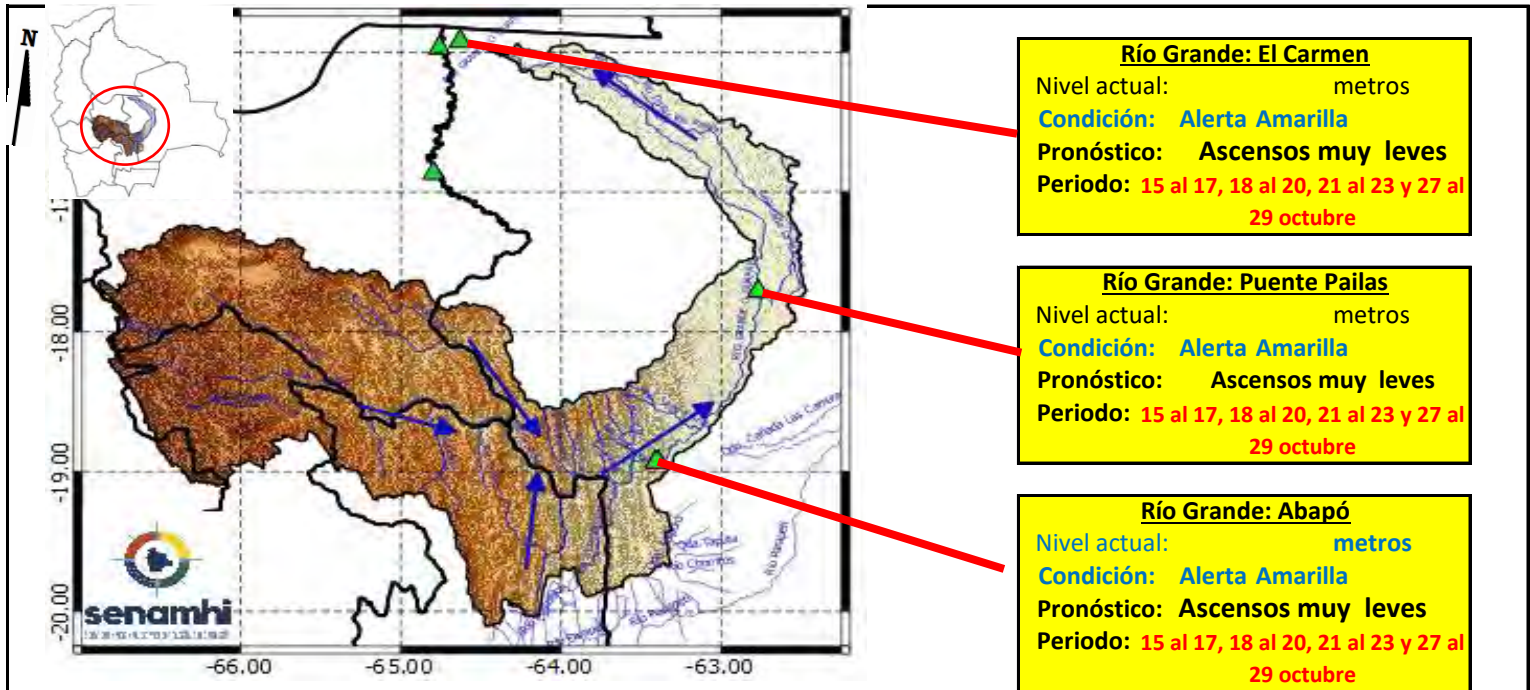 N
Río Grande: El Carmen
Nivel actual: metros
Condición: Alerta Amarilla
Pronóstico: Ascensos muy leves
Periodo: 15 al 17, 18 al 20, 21 al 23 y 27 al
29 octubre
Río Grande: Puente Pailas
Nivel actual: metros
Condición: Alerta Amarilla
Pronóstico: Ascensos muy leves
Periodo: 15 al 17, 18 al 20, 21 al 23 y 27 al
29 octubre
Río Grande: Abapó
Nivel actual: metros
Condición: Alerta Amarilla
Pronóstico: Ascensos muy leves
Periodo: 15 al 17, 18 al 20, 21 al 23 y 27 al
29 octubre
-18.00
-19.00
-20.00
-66.00
-65.00
-64.00
-63.00
Qda. Cañada Las
senamhi